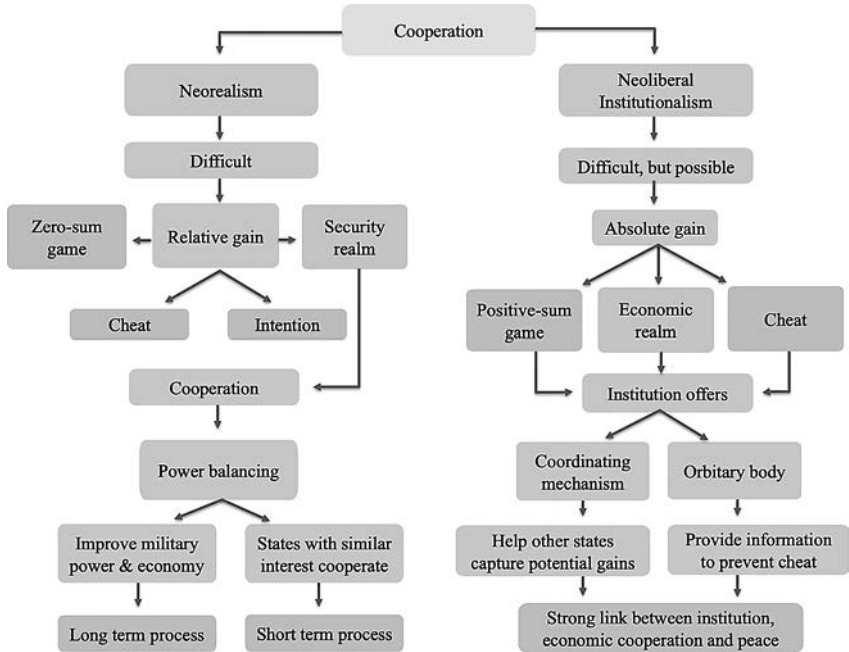 Cooperation
Neorealism
Neoliberal
Institutionalism
Difficult
Difficult, but possible
Zero-sum
game
Relative gain
Security
realm
Absolute gain
Cheat
Intention
Positive-sum
game
Economic
realm
Cheat
Cooperation
Institution offers
Power balancing
Coordinating
mechanism
Orbitary body
Improve military
power & economy
States with similar
interest cooperate
Help other states
capture potential gains
Provide information
to prevent cheat
Long term process
Short term process
Strong link between institution,
economic cooperation and peace